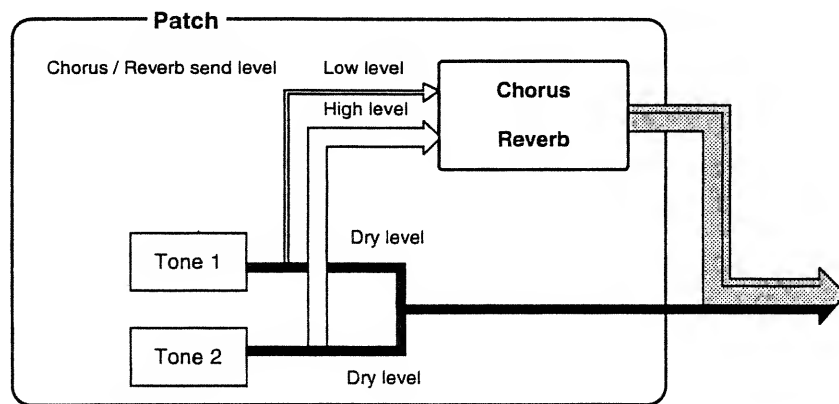 Patch
Chorus / Reverb send level
Low level
High level
Chorus
Reverb
Dry level
Tone 1
Tone 2
Dry level